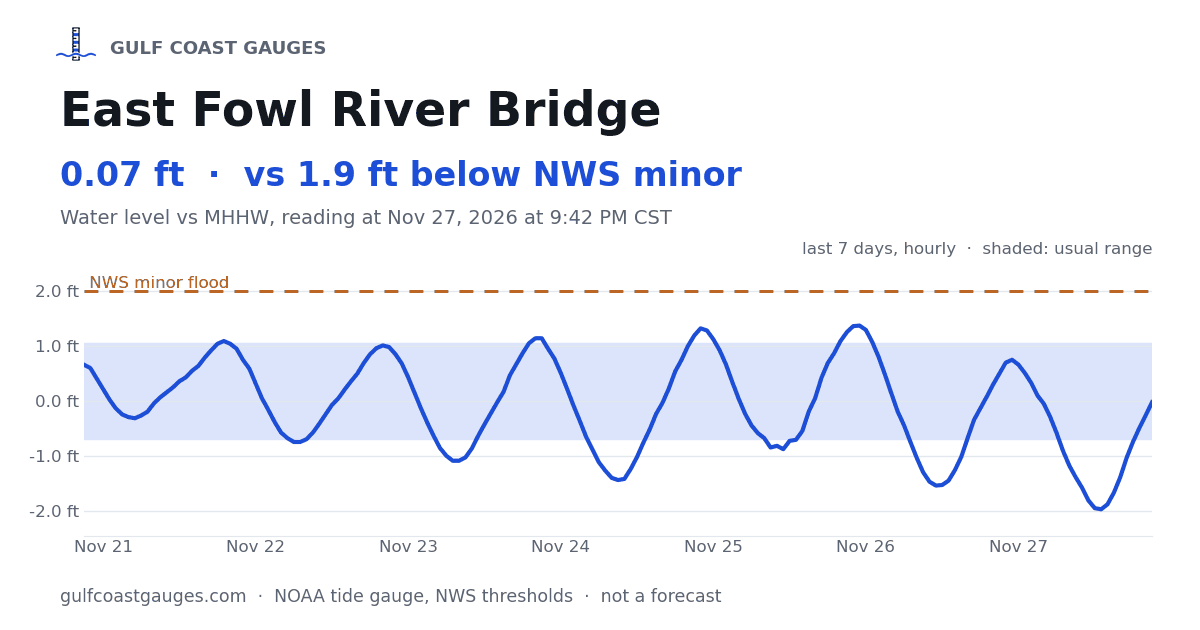 GULF COAST GAUGES
East Fowl River Bridge
0.07 ft · vs 1.9 ft below NWS minor
Water level vs MHHW, reading at Nov 27, 2026 at 9:42 PM CST
last 7 days, hourly · shaded: usual range
NWS minor flood
2.0 ft
1.0 ft
0.0 ft
-1.0 ft
-2.0 ft
Nov 21 Nov 22 Nov 23 Nov 24 Nov 25 Nov 26 Nov 27
gulfcoastgauges.com · NOAA tide gauge, NWS thresholds · not a forecast